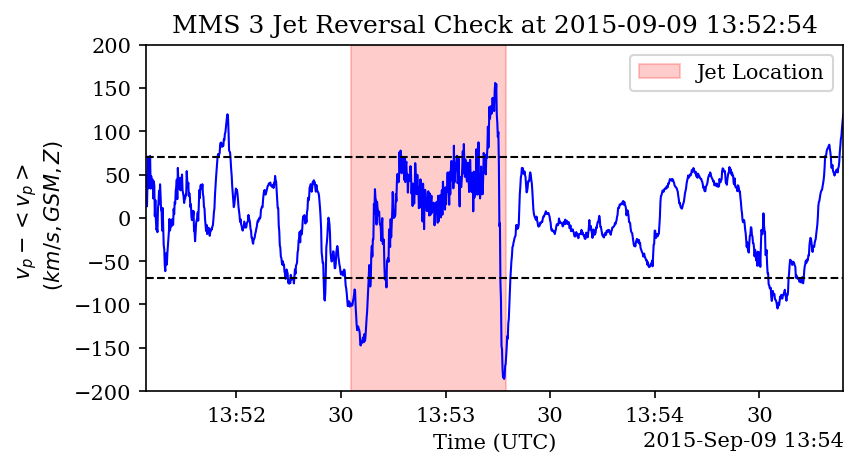 MMS 3 Jet Reversal Check at 2015-09-09 13:52:54
Jet Location
v_p − <v_p>
(km/s, GSM, Z)
200
150
100
50
0
−50
−100
−150
−200
13:52
30
13:53
30
13:54
30
Time (UTC)
2015-Sep-09 13:54